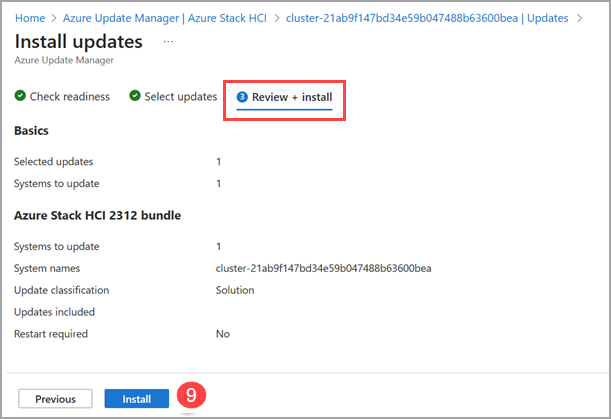 Home > Azure Update Manager | Azure Stack HCI > cluster-21ab9f147bd34e59b047488b63600bea | Updates >
Install updates ...
Azure Update Manager
Check readiness Select updates 3 Review + install
Basics
Selected updates 1
Systems to update 1
Azure Stack HCI 2312 bundle
Systems to update 1
System names cluster-21ab9f147bd34e59b047488b63600bea
Update classification Solution
Updates included
Restart required No
Previous Install 9